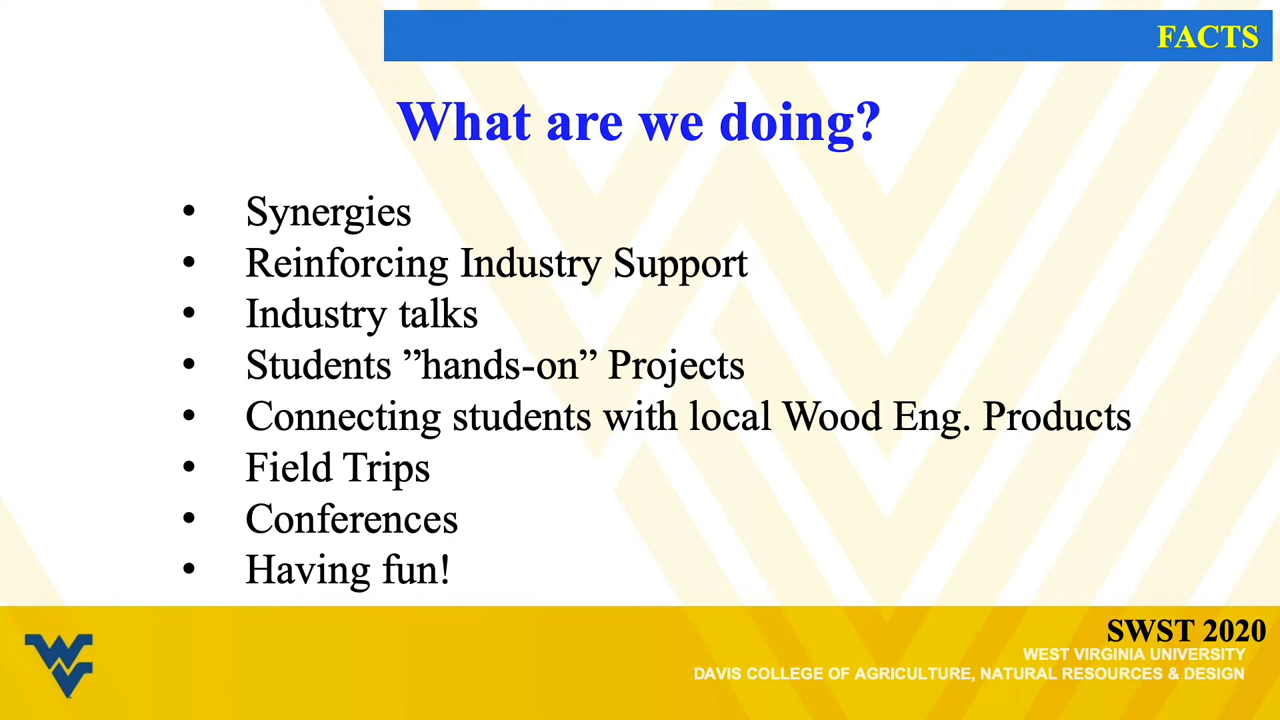 FACTS
What are we doing?
• Synergies
• Reinforcing Industry Support
• Industry talks
• Students ”hands-on” Projects
• Connecting students with local Wood Eng. Products
• Field Trips
• Conferences
• Having fun!
SWST 2020
WEST VIRGINIA UNIVERSITY
DAVIS COLLEGE OF AGRICULTURE, NATURAL RESOURCES & DESIGN